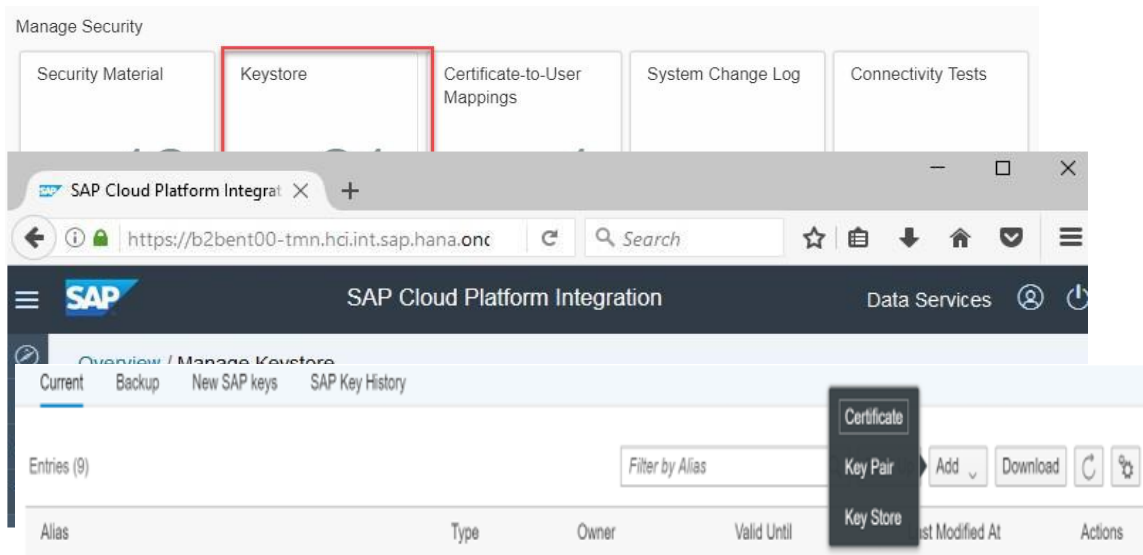 Manage Security
Security Material
Keystore
Certificate-to-User
Mappings
System Change Log
Connectivity Tests
SAP Cloud Platform Integrat
https://b2bent00-tmn.hci.int.sap.hana.onc
Search
SAP
SAP Cloud Platform Integration
Data Services
Overview / Manage Keystore
Current
Backup
New SAP keys
SAP Key History
Certificate
Entries (9)
Filter by Alias
Key Pair
Add
Download
Key Store
Alias
Type
Owner
Valid Until
Modified At
Actions